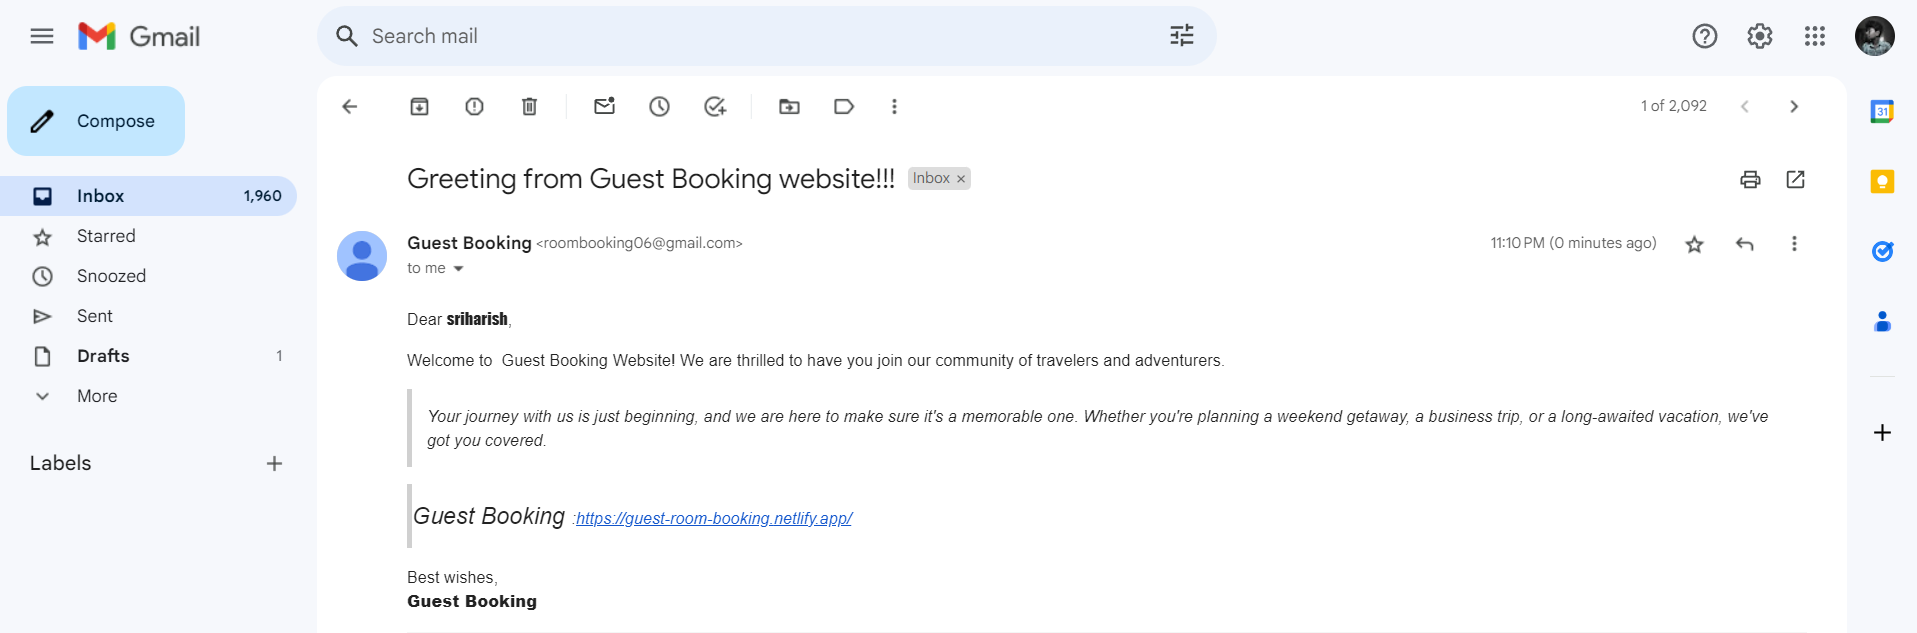 Gmail
Search mail
Compose
1 of 2,092
Inbox 1,960
Starred
Snoozed
Sent
Drafts 1
More
Labels
Greeting from Guest Booking website!!! Inbox ×
Guest Booking <roombooking06@gmail.com> 11:10 PM (0 minutes ago)
to me
Dear sriharish,
Welcome to  Guest Booking Website! We are thrilled to have you join our community of travelers and adventurers.
Your journey with us is just beginning, and we are here to make sure it's a memorable one. Whether you're planning a weekend getaway, a business trip, or a long-awaited vacation, we've
got you covered.
Guest Booking :https://guest-room-booking.netlify.app/
Best wishes,
Guest Booking
31